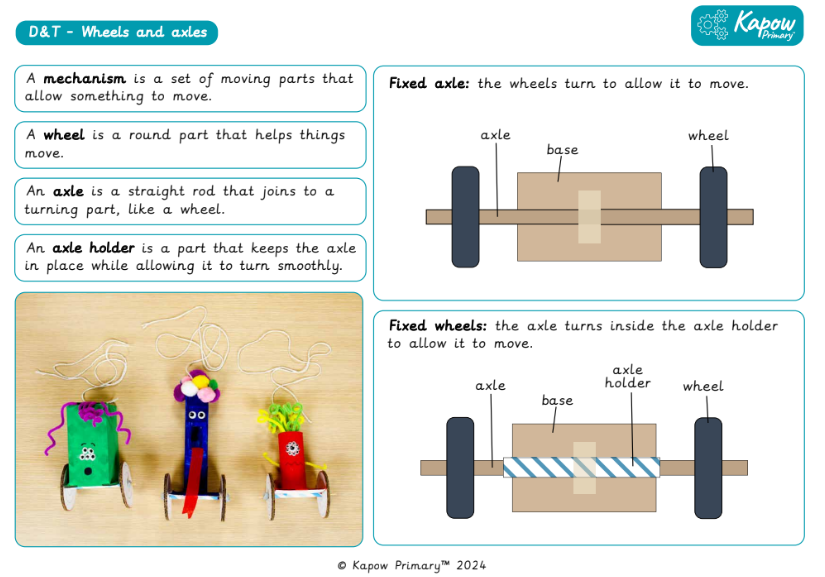 D&T - Wheels and axles
Kapow
Primary
A mechanism is a set of moving parts that
allow something to move.
A wheel is a round part that helps things
move.
An axle is a straight rod that joins to a
turning part, like a wheel.
An axle holder is a part that keeps the axle
in place while allowing it to turn smoothly.
Fixed axle: the wheels turn to allow it to move.
axle
base
wheel
Fixed wheels: the axle turns inside the axle holder
to allow it to move.
axle
base
axle
holder
wheel
© Kapow Primary™ 2024